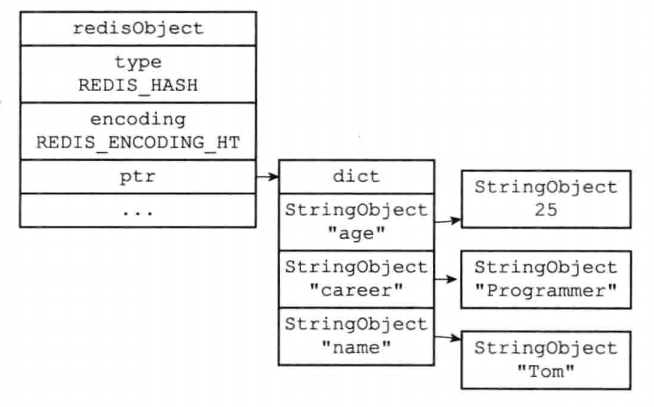 redisObject
type
REDIS_HASH
encoding
REDIS_ENCODING_HT
ptr
...
dict
StringObject
"age"
StringObject
"career"
StringObject
"name"
StringObject
25
StringObject
"Programmer"
StringObject
"Tom"